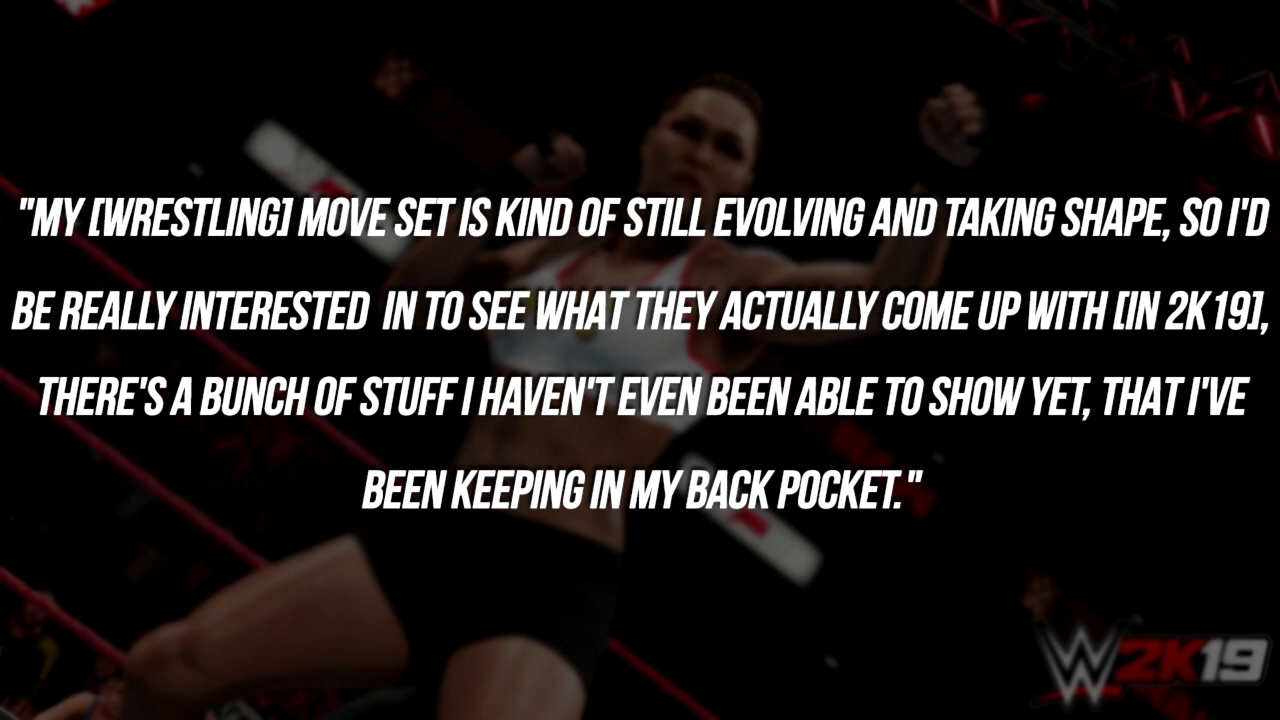 "MY [WRESTLING] MOVE SET IS KIND OF STILL EVOLVING AND TAKING SHAPE, SO I'D
BE REALLY INTERESTED IN TO SEE WHAT THEY ACTUALLY COME UP WITH [IN 2K19],
THERE'S A BUNCH OF STUFF I HAVEN'T EVEN BEEN ABLE TO SHOW YET, THAT I'VE
BEEN KEEPING IN MY BACK POCKET."
W2K19